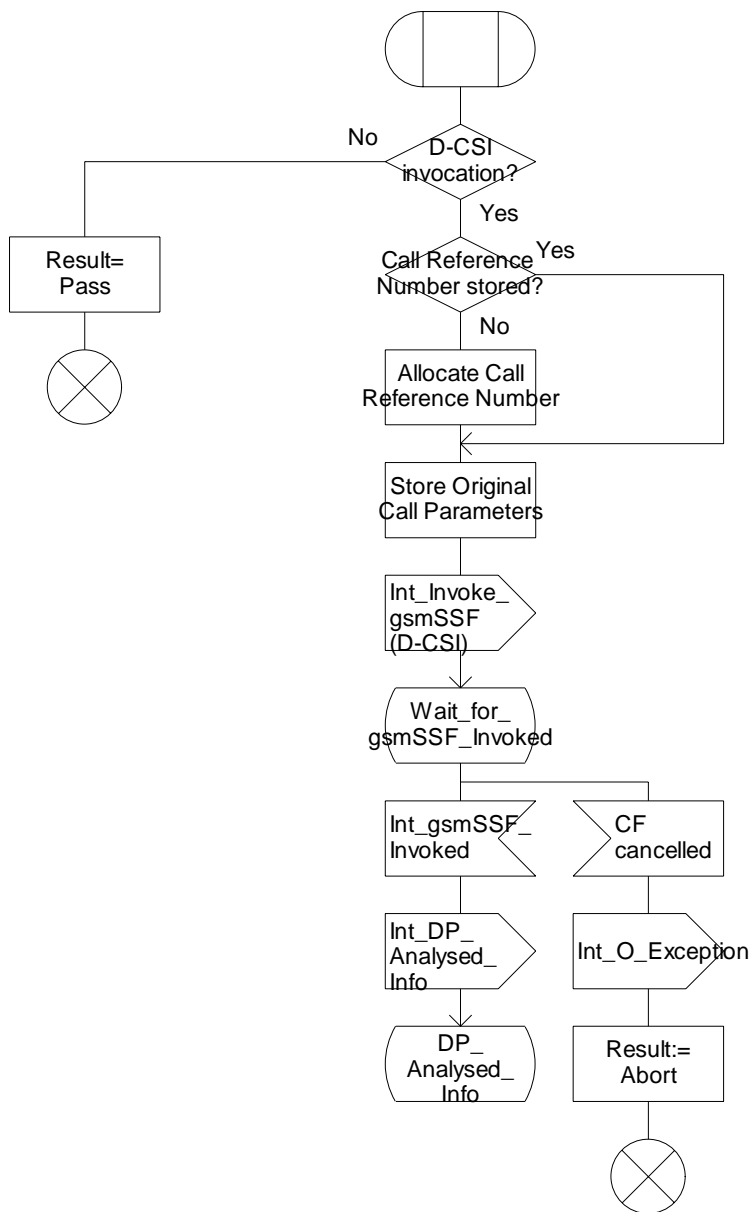 No
D-CSI
invocation?
Yes
Result=
Pass
Call Reference
Number stored?
Yes
No
Allocate Call
Reference Number
Store Original
Call Parameters
Int_Invoke_
gsmSSF
(D-CSI)
Wait_for_
gsmSSF_Invoked
Int_gsmSSF_
Invoked
CF
cancelled
Int_DP_
Analysed_
Info
Int_O_Exception
DP_
Analysed_
Info
Result:=
Abort